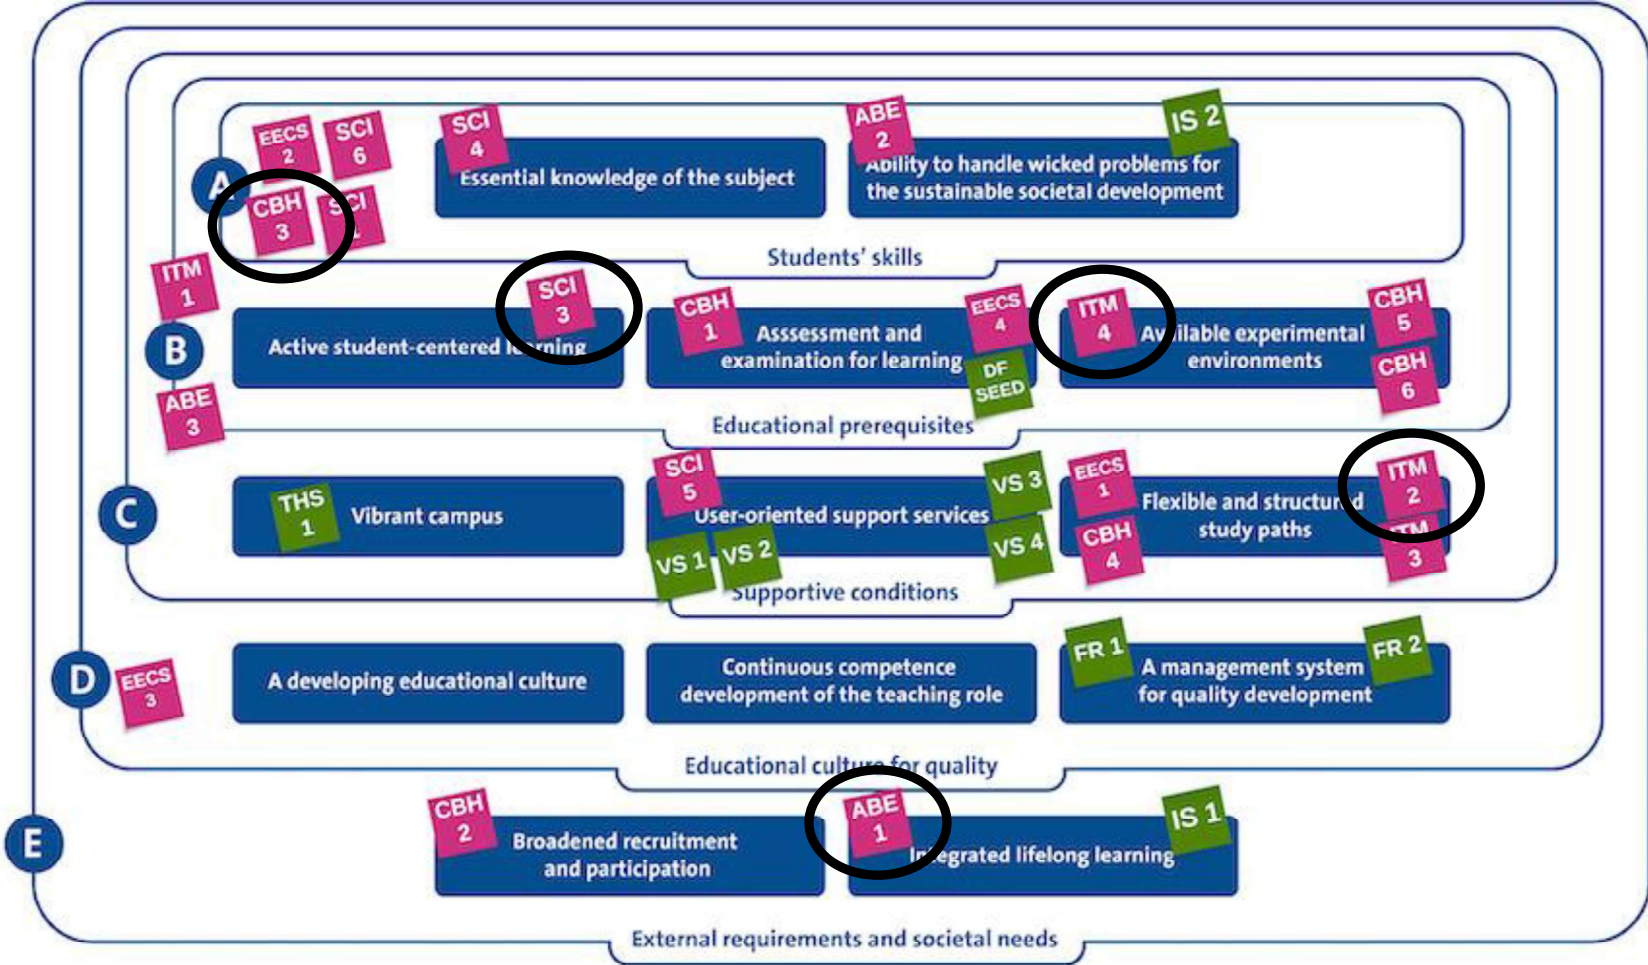 EECS
2
SCI
6
SCI
4
ABE
2
IS 2
A
CBH
3
SCI
1
Essential knowledge of the subject
Ability to handle wicked problems for
the sustainable societal development
Students' skills
ITM
1
B
ABE
3
SCI
3
Active student-centered learning
CBH
1
EECS
4
Asssessment and
examination for learning
DF
SEED
ITM
4
Available experimental
environments
CBH
5
CBH
6
Educational prerequisites
C
THS
1
Vibrant campus
SCI
5
VS 3
User-oriented support services
VS 1
VS 2
VS 4
EECS
1
CBH
4
Flexible and structured
study paths
ITM
2
ITM
3
Supportive conditions
D
EECS
3
A developing educational culture
Continuous competence
development of the teaching role
FR 1
FR 2
A management system
for quality development
Educational culture for quality
E
CBH
2
Broadened recruitment
and participation
ABE
1
IS 1
Integrated lifelong learning
External requirements and societal needs